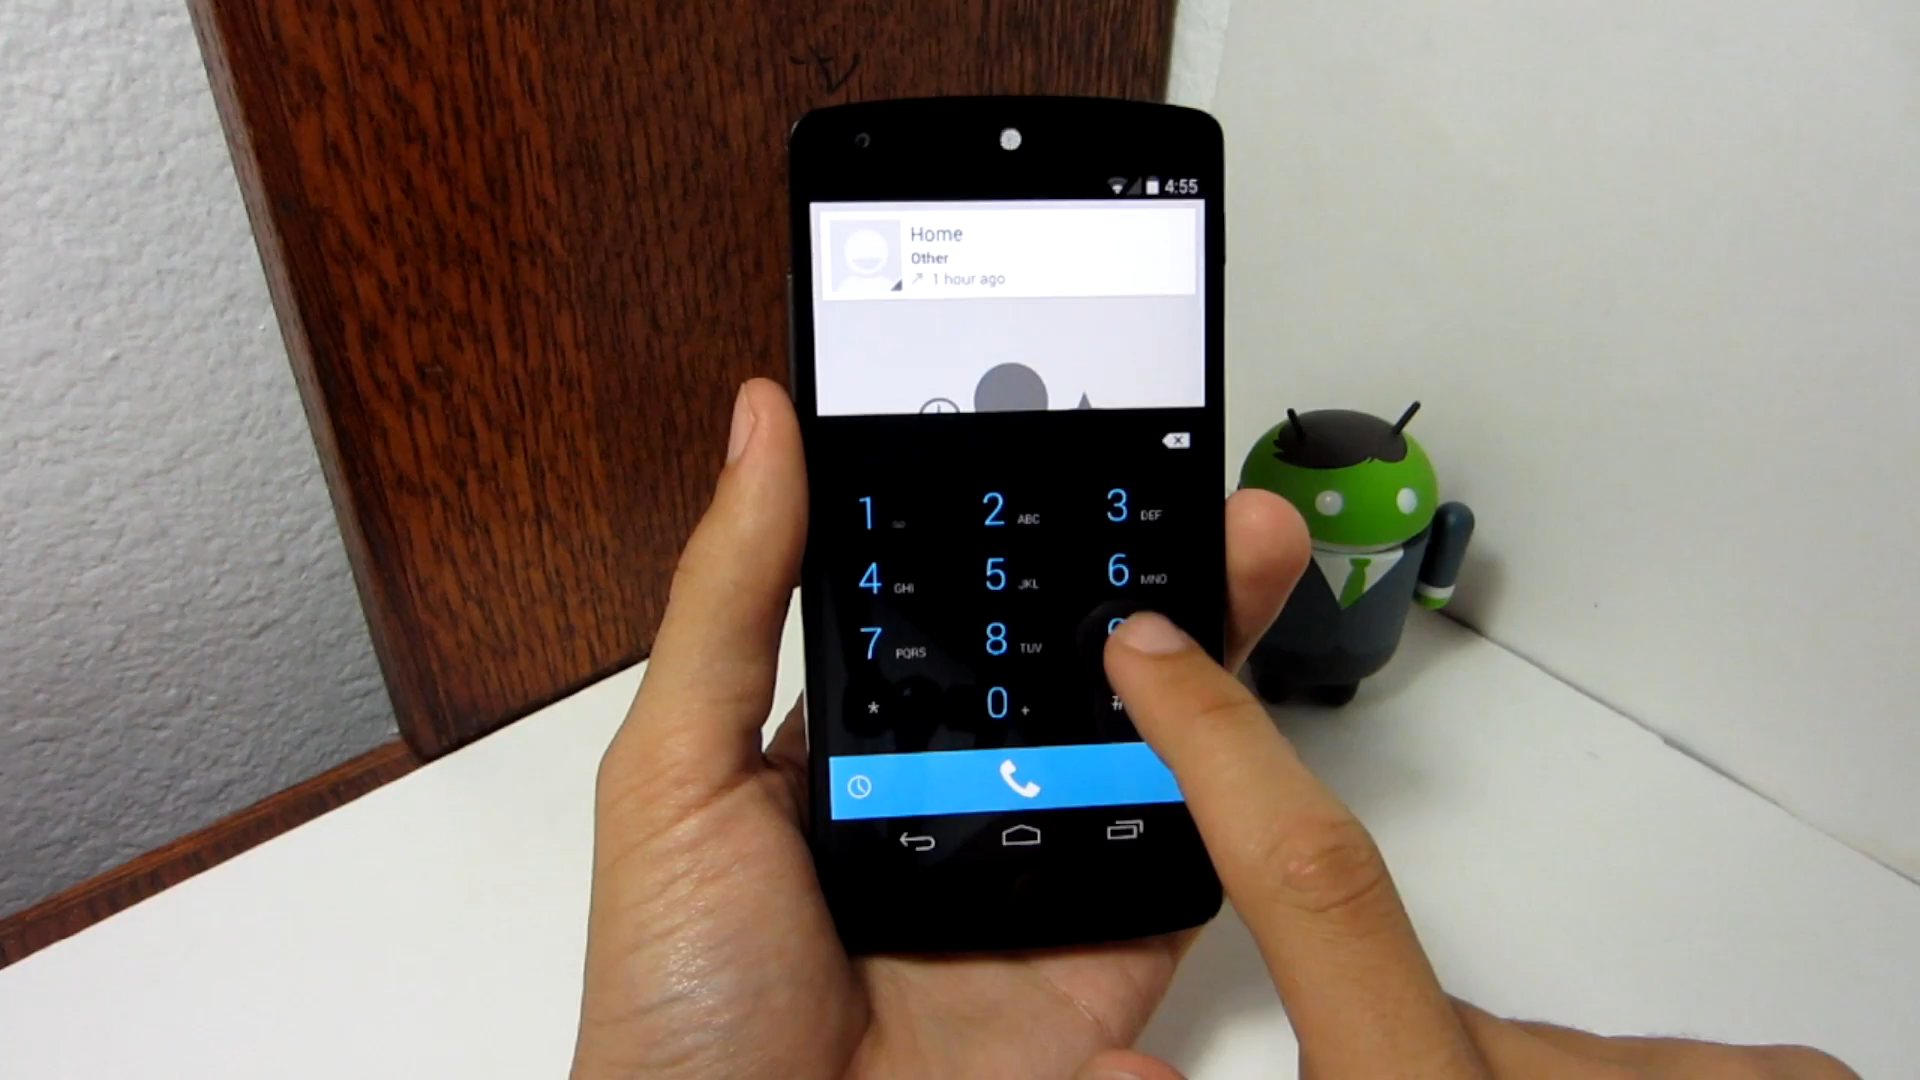 4:55
Home
Other
1 hour ago
1 2 ABC 3 DEF
4 GHI 5 JKL 6 MNO
7 PQRS 8 TUV
* 0 + #